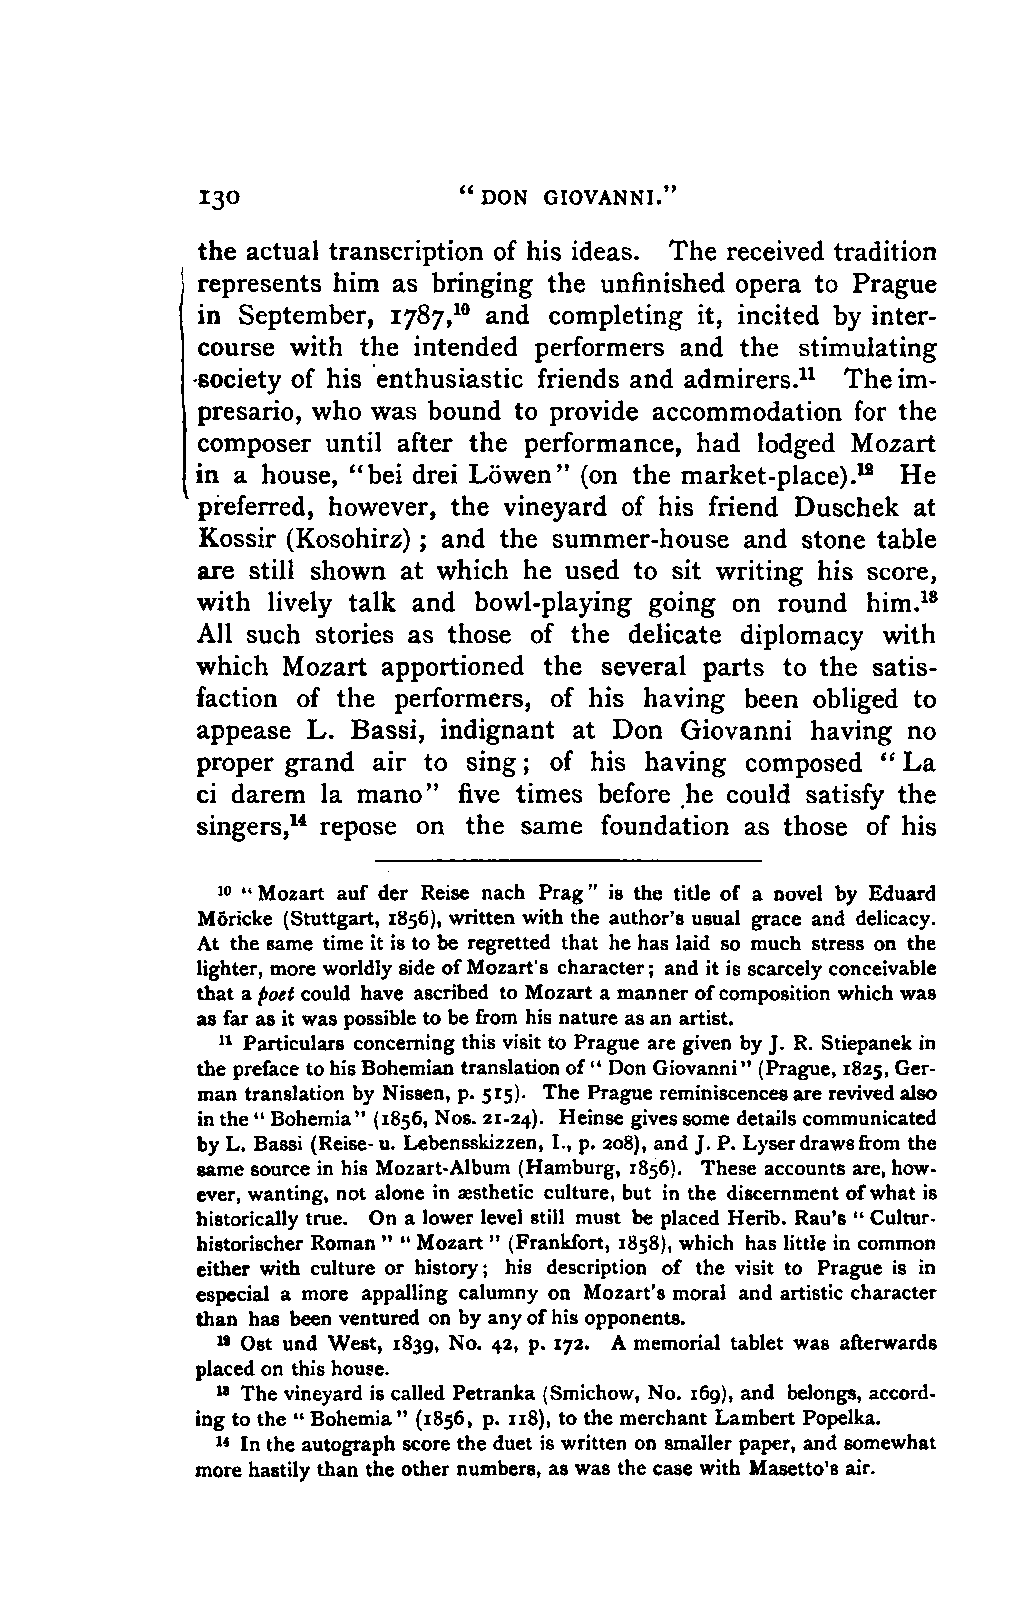 130 “DON GIOVANNI.”
the actual transcription of his ideas. The received tradition
represents him as bringing the unfinished opera to Prague
in September, 1787,¹⁰ and completing it, incited by inter-
course with the intended performers and the stimulating
society of his enthusiastic friends and admirers.¹¹ The im-
presario, who was bound to provide accommodation for the
composer until after the performance, had lodged Mozart
in a house, “bei drei Löwen” (on the market-place).¹² He
preferred, however, the vineyard of his friend Duschek at
Kossir (Kosohirz) ; and the summer-house and stone table
are still shown at which he used to sit writing his score,
with lively talk and bowl-playing going on round him.¹³
All such stories as those of the delicate diplomacy with
which Mozart apportioned the several parts to the satis-
faction of the performers, of his having been obliged to
appease L. Bassi, indignant at Don Giovanni having no
proper grand air to sing ; of his having composed “La
ci darem la mano” five times before he could satisfy the
singers,¹⁴ repose on the same foundation as those of his
¹⁰ “Mozart auf der Reise nach Prag” is the title of a novel by Eduard
Möricke (Stuttgart, 1856), written with the author's usual grace and delicacy.
At the same time it is to be regretted that he has laid so much stress on the
lighter, more worldly side of Mozart's character ; and it is scarcely conceivable
that a poet could have ascribed to Mozart a manner of composition which was
as far as it was possible to be from his nature as an artist.
¹¹ Particulars concerning this visit to Prague are given by J. R. Stiepanek in
the preface to his Bohemian translation of “Don Giovanni” (Prague, 1825, Ger-
man translation by Nissen, p. 515). The Prague reminiscences are revived also
in the “Bohemia” (1856, Nos. 21-24). Heinse gives some details communicated
by L. Bassi (Reise- u. Lebensskizzen, I., p. 208), and J. P. Lyser draws from the
same source in his Mozart-Album (Hamburg, 1856). These accounts are, how-
ever, wanting, not alone in æsthetic culture, but in the discernment of what is
historically true. On a lower level still must be placed Herib. Rau's “Cultur-
historischer Roman” “Mozart” (Frankfort, 1858), which has little in common
either with culture or history ; his description of the visit to Prague is in
especial a more appalling calumny on Mozart's moral and artistic character
than has been ventured on by any of his opponents.
¹² Ost und West, 1839, No. 42, p. 172. A memorial tablet was afterwards
placed on this house.
¹³ The vineyard is called Petranka (Smichow, No. 169), and belongs, accord-
ing to the “Bohemia” (1856, p. 118), to the merchant Lambert Popelka.
¹⁴ In the autograph score the duet is written on smaller paper, and somewhat
more hastily than the other numbers, as was the case with Masetto's air.